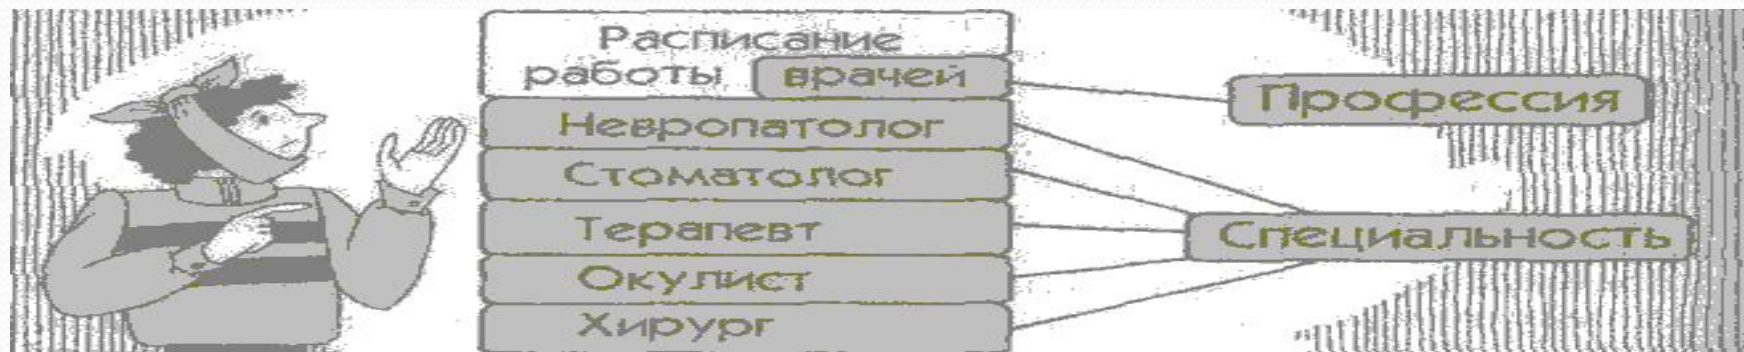 Расписание
работы врачей
Невропатолог
Стоматолог
Терапевт
Окулист
Хирург
Профессия
Специальность